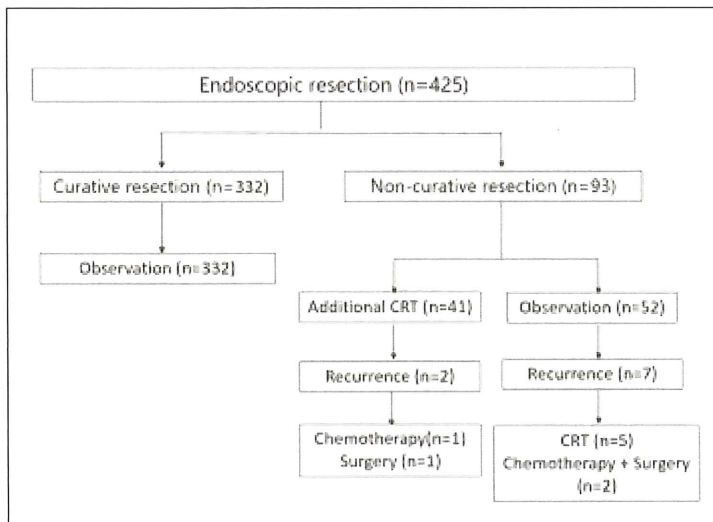 Endoscopic resection (n=425)
Curative resection (n=332)
Non-curative resection (n=93)
Observation (n=332)
Additional CRT (n=41)
Observation (n=52)
Recurrence (n=2)
Recurrence (n=7)
Chemotherapy(n=1)
Surgery (n=1)
CRT (n=5)
Chemotherapy + Surgery
(n=2)